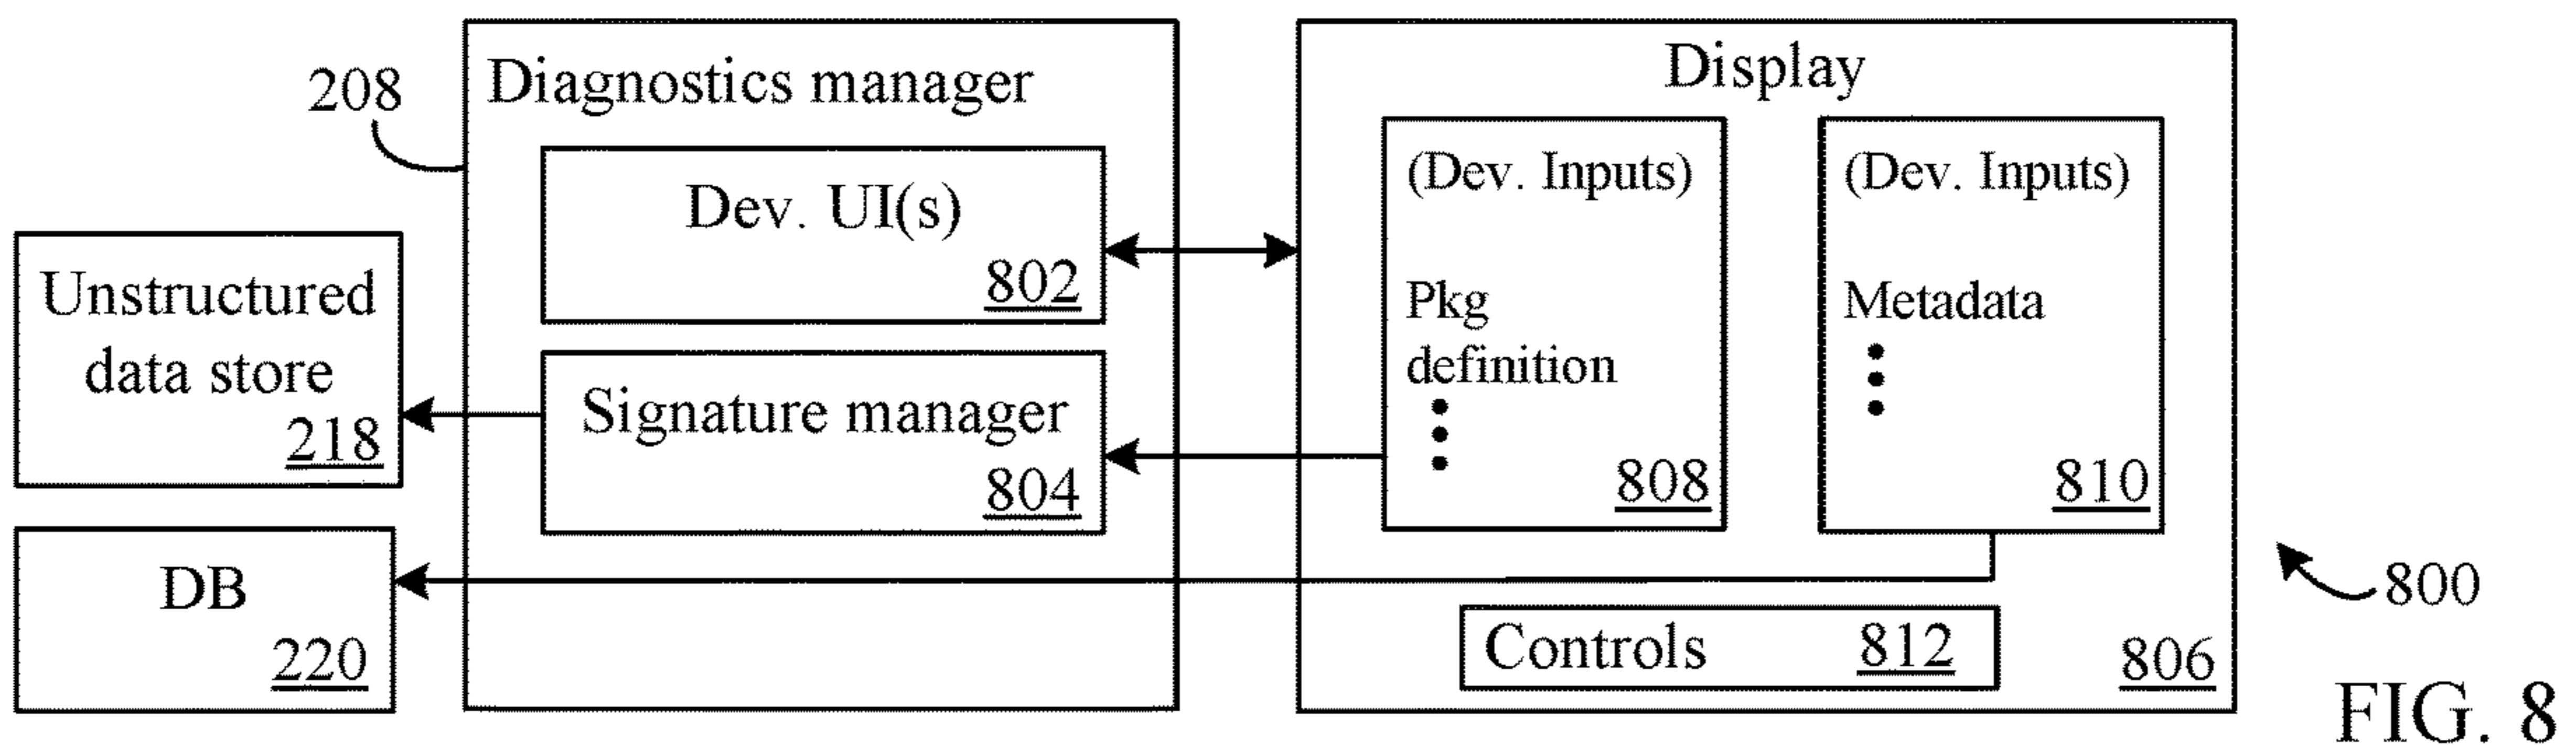 208
Diagnostics manager
Dev. UI(s)
802
Signature manager
804
Unstructured
data store
218
DB
220
Display
(Dev. Inputs)
Pkg
definition
808
(Dev. Inputs)
Metadata
810
Controls 812
806
800
FIG. 8